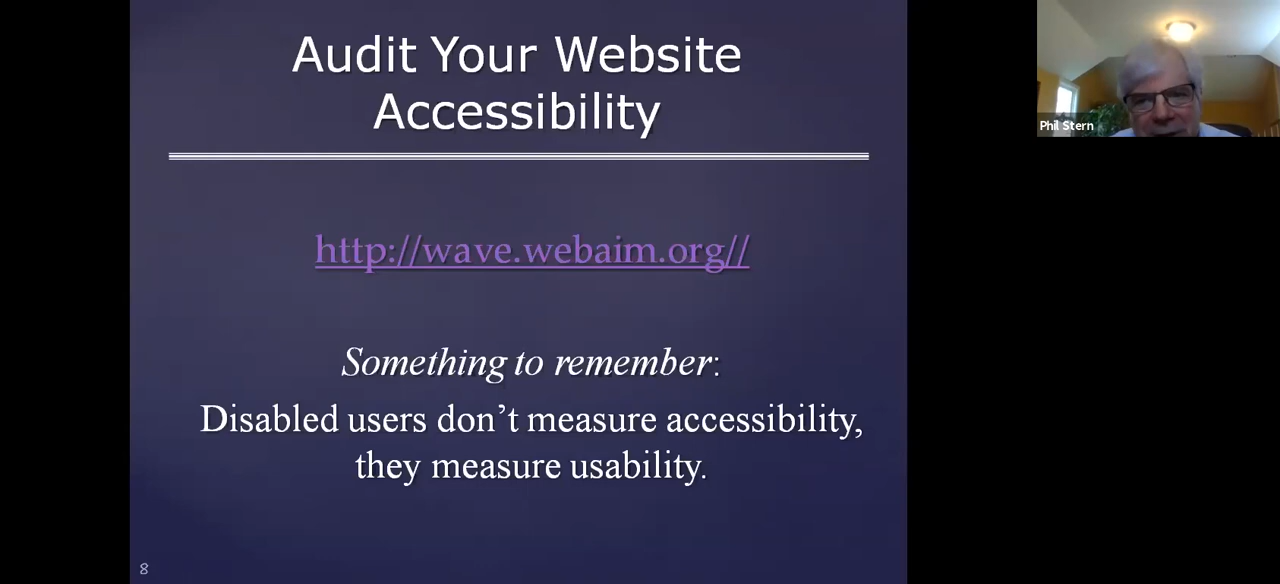 Audit Your Website
Accessibility
http://wave.webaim.org//
Something to remember:
Disabled users don’t measure accessibility,
they measure usability.
8
Phil Stern